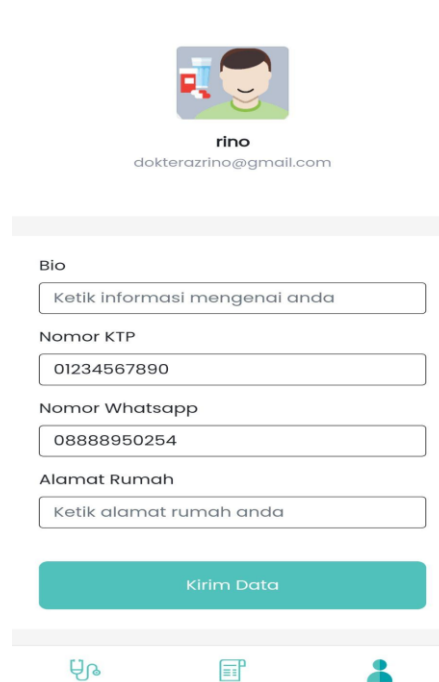 rino
dokterazrino@gmail.com
Bio
Ketik informasi mengenai anda
Nomor KTP
01234567890
Nomor Whatsapp
08888950254
Alamat Rumah
Ketik alamat rumah anda
Kirim Data